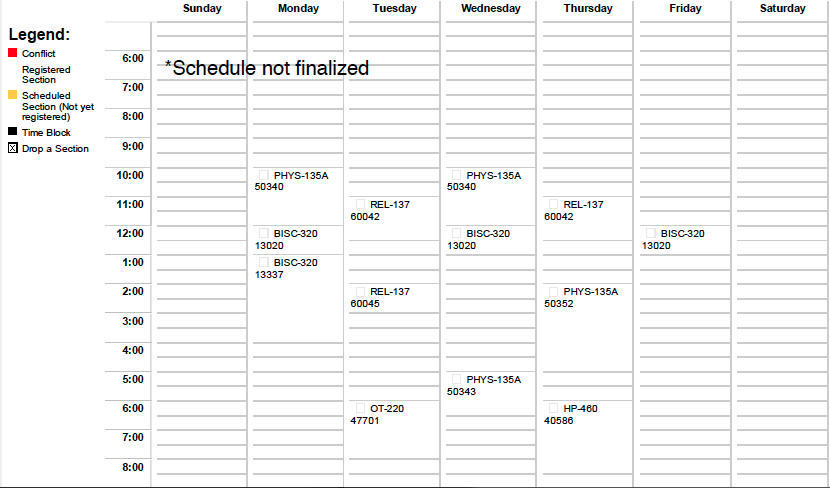 Sunday Monday Tuesday Wednesday Thursday Friday Saturday
Legend:
Conflict
Registered
Section
Scheduled
Section (Not yet
registered)
Time Block
Drop a Section
*Schedule not finalized
6:00
7:00
8:00
9:00
10:00 PHYS-135A PHYS-135A
50340 50340
11:00 REL-137 REL-137
60042 60042
12:00 BISC-320 BISC-320 BISC-320
13020 13020 13020
1:00 BISC-320
13337
2:00 REL-137 PHYS-135A
60045 50352
3:00
4:00
5:00 PHYS-135A
50343
6:00 OT-220 HP-460
47701 40586
7:00
8:00